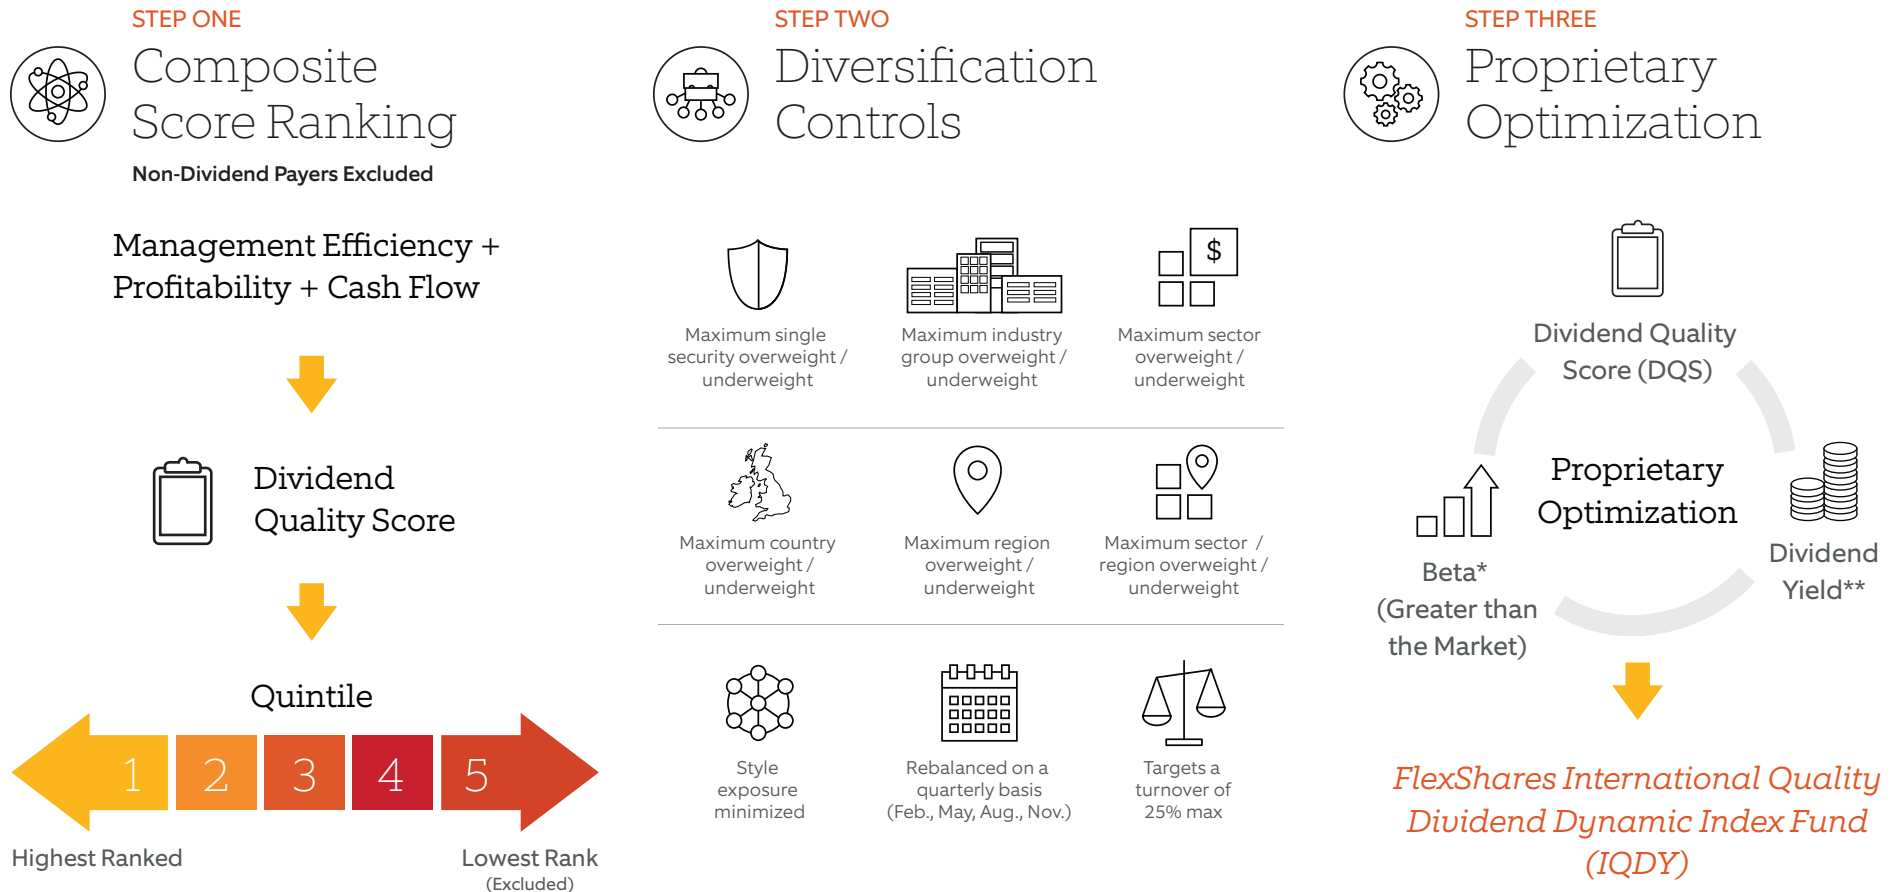 STEP ONE
Composite
Score Ranking
Non-Dividend Payers Excluded
Management Efficiency +
Profitability + Cash Flow
Dividend
Quality Score
Quintile
1 2 3 4 5
Highest Ranked
Lowest Rank
(Excluded)
STEP TWO
Diversification
Controls
Maximum single
security overweight /
underweight
Maximum industry
group overweight /
underweight
$
Maximum sector
overweight /
underweight
Maximum country
overweight /
underweight
Maximum region
overweight /
underweight
Maximum sector /
region overweight /
underweight
Style
exposure
minimized
Rebalanced on a
quarterly basis
(Feb., May, Aug., Nov.)
Targets a
turnover of
25% max
STEP THREE
Proprietary
Optimization
Dividend Quality
Score (DQS)
Proprietary
Optimization
Dividend
Yield**
Beta*
(Greater than
the Market)
FlexShares International Quality
Dividend Dynamic Index Fund
(IQDY)